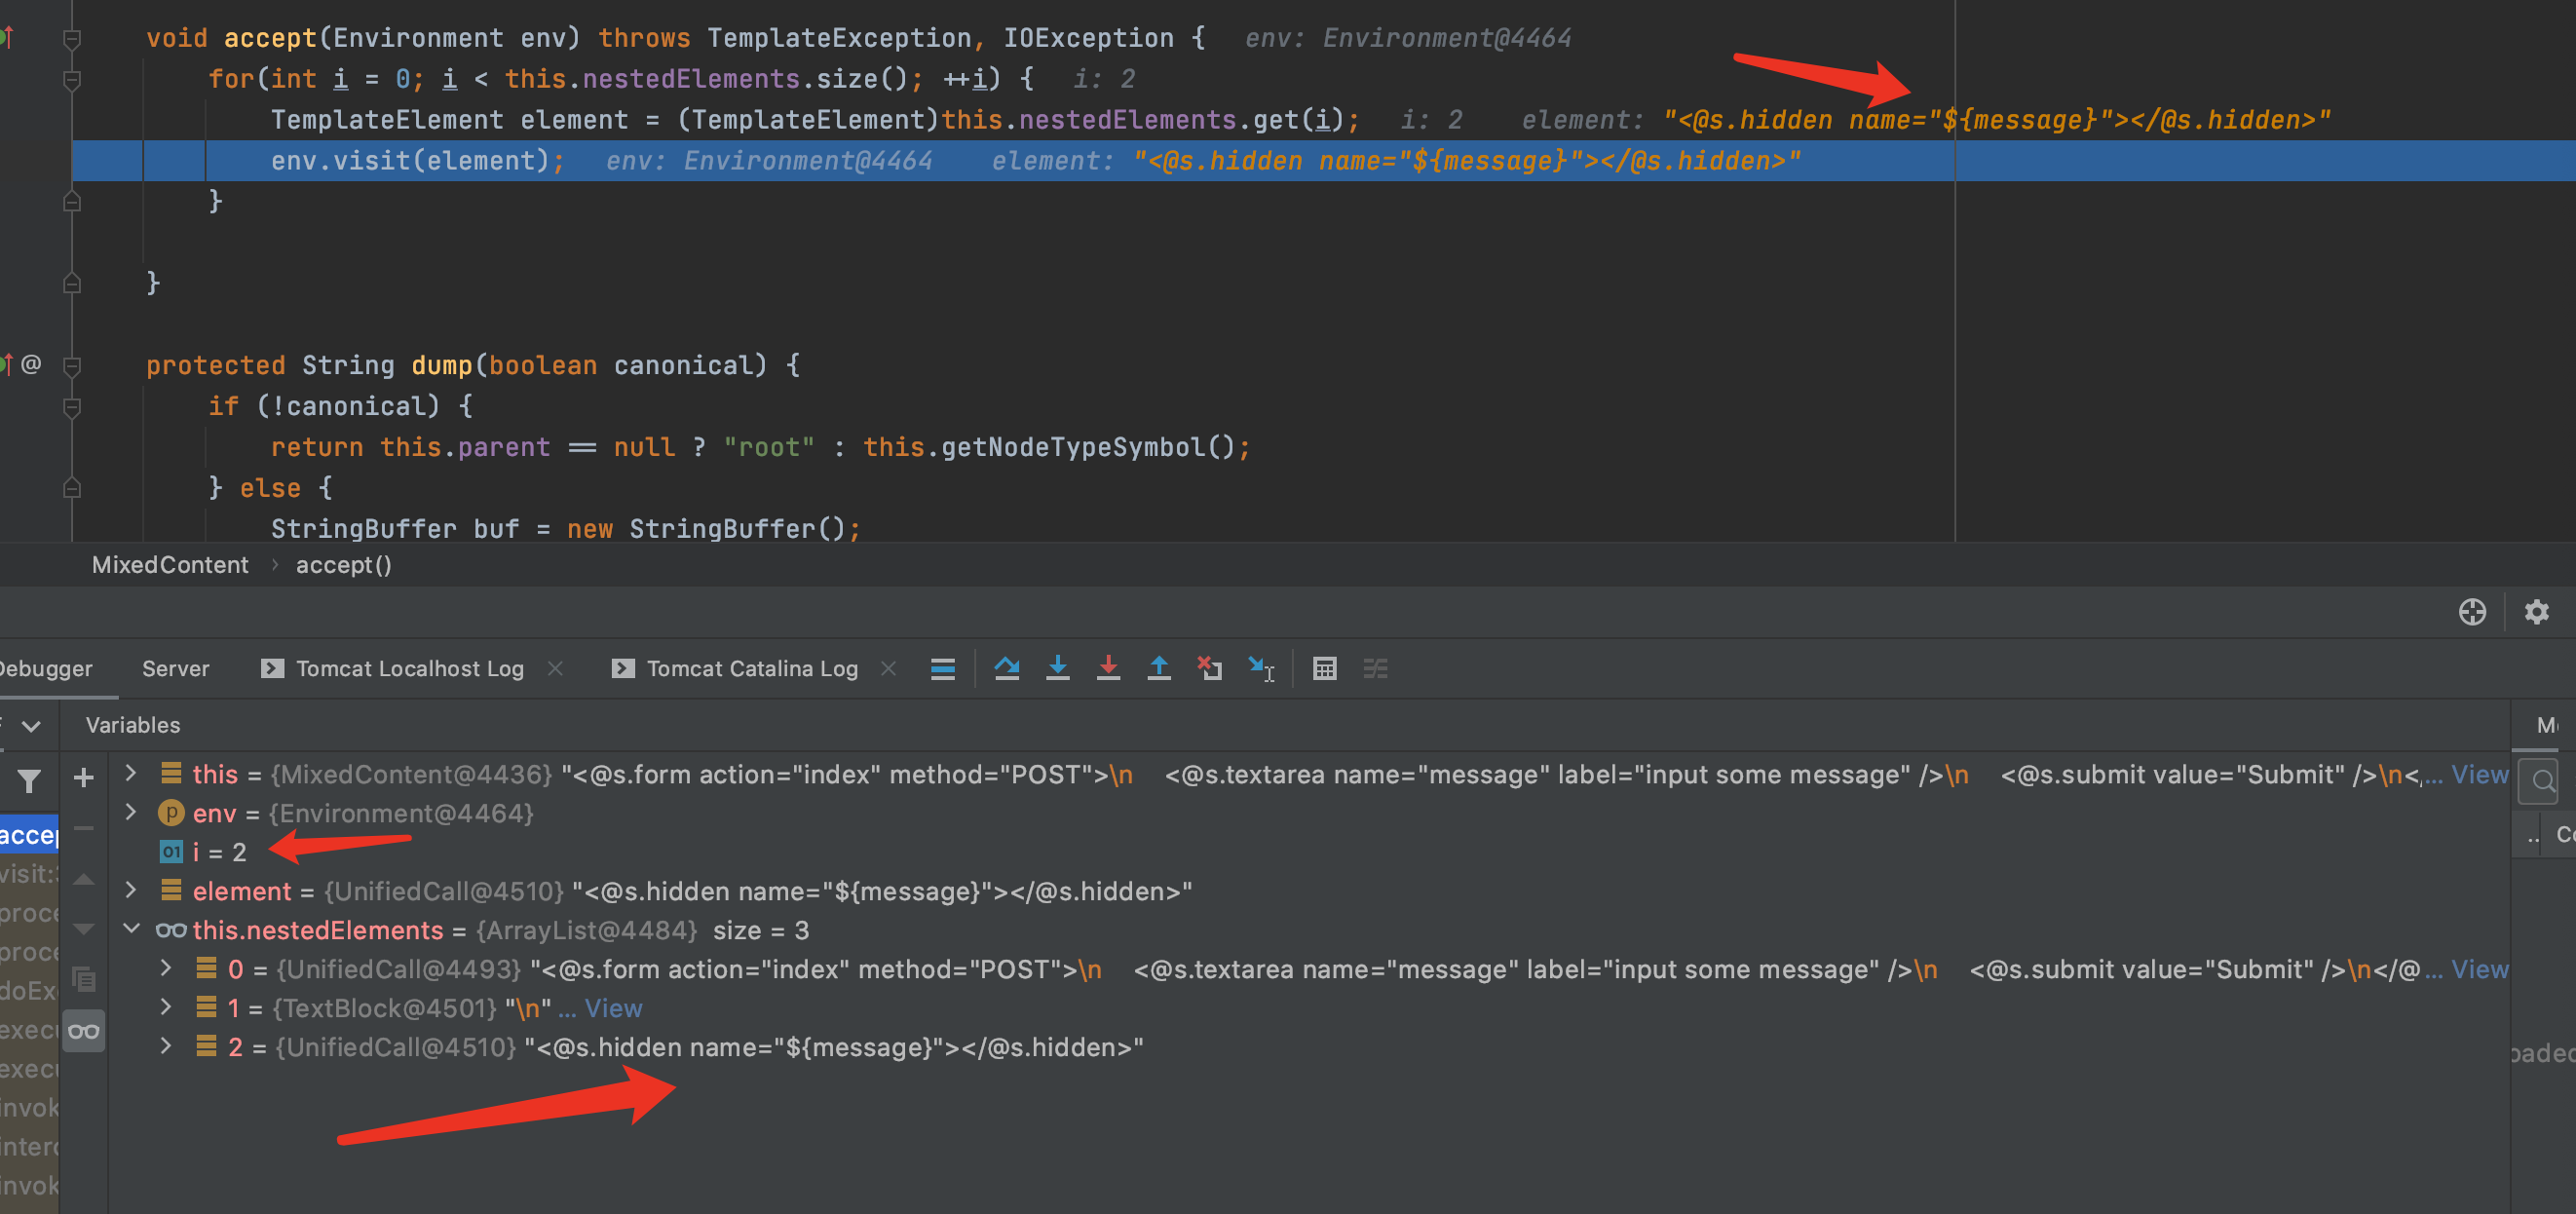 void accept(Environment env) throws TemplateException, IOException {   env: Environment@4464
for(int i = 0; i < this.nestedElements.size(); ++i) {   i: 2
TemplateElement element = (TemplateElement)this.nestedElements.get(i);   i: 2   element: "<@s.hidden name="${message}"></@s.hidden>"
env.visit(element);   env: Environment@4464   element: "<@s.hidden name="${message}"></@s.hidden>"
}
}
@ protected String dump(boolean canonical) {
if (!canonical) {
return this.parent == null ? "root" : this.getNodeTypeSymbol();
} else {
StringBuffer buf = new StringBuffer();
MixedContent › accept()
Debugger   Server   Tomcat Localhost Log ×   Tomcat Catalina Log ×
Variables
this = {MixedContent@4436} "<@s.form action="index" method="POST">\n    <@s.textarea name="message" label="input some message" />\n    <@s.submit value="Submit" />\n<,... View
env = {Environment@4464}
i = 2
element = {UnifiedCall@4510} "<@s.hidden name="${message}"></@s.hidden>"
this.nestedElements = {ArrayList@4484}  size = 3
0 = {UnifiedCall@4493} "<@s.form action="index" method="POST">\n    <@s.textarea name="message" label="input some message" />\n    <@s.submit value="Submit" />\n</@... View
1 = {TextBlock@4501} "\n" ... View
2 = {UnifiedCall@4510} "<@s.hidden name="${message}"></@s.hidden>"
accep
visit:
proce
proce
doExe
execu
execu
invok
interc
invok